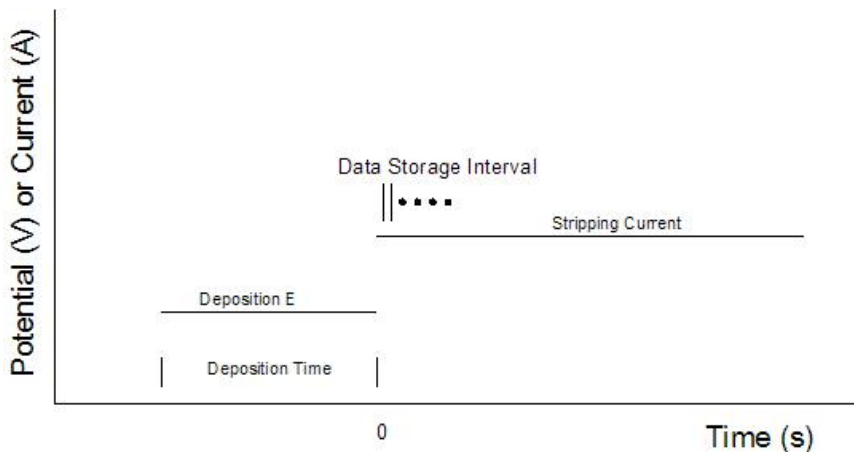 Potential (V) or Current (A)
Data Storage Interval
Stripping Current
Deposition E
Deposition Time
0
Time (s)